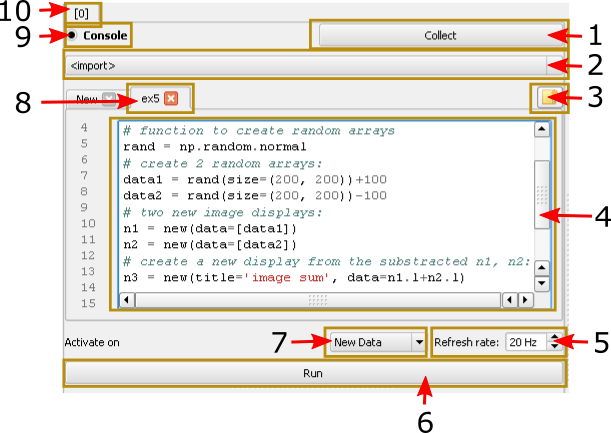 10 [0]
9 Console Collect 1
<import> 2
8 New ex5 3
4 # function to create random arrays
5 rand = np.random.normal
6 # create 2 random arrays:
7 data1 = rand(size=(200, 200))+100
8 data2 = rand(size=(200, 200))-100
9 # two new image displays:
10 n1 = new(data=[data1])
11 n2 = new(data=[data2])
12 # create a new display from the substracted n1, n2:
13 n3 = new(title='image sum', data=n1.l+n2.l)
14
15
4
7 5
Activate on New Data Refresh rate: 20 Hz
Run
6